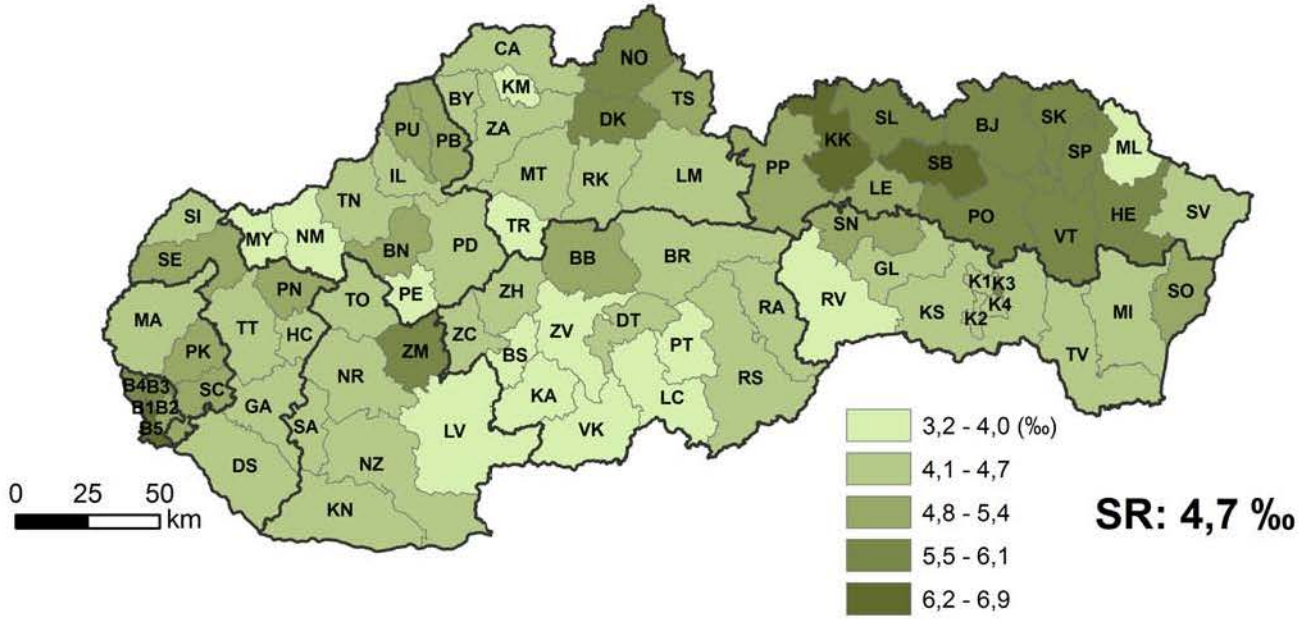 CA
NO
KM
BY
TS
PU
ZA
DK
PB
SL
BJ
SK
KK
SP
ML
PP
SB
IL
MT
RK
LM
LE
TN
SI
PO
HE
SV
MY
NM
TR
SN
VT
SE
BN
PD
BB
BR
GL
K1
K3
PN
TO
PE
ZH
RV
KS
K4
K2
MI
SO
MA
TT
HC
ZC
ZV
DT
RA
TV
PK
ZM
BS
PT
B4
B3
SC
NR
RS
B1
B2
GA
KA
LC
B5
SA
LV
VK
DS
NZ
KN
0 25 50
km
3,2 - 4,0 (‰)
4,1 - 4,7
4,8 - 5,4
5,5 - 6,1
6,2 - 6,9
SR: 4,7 ‰